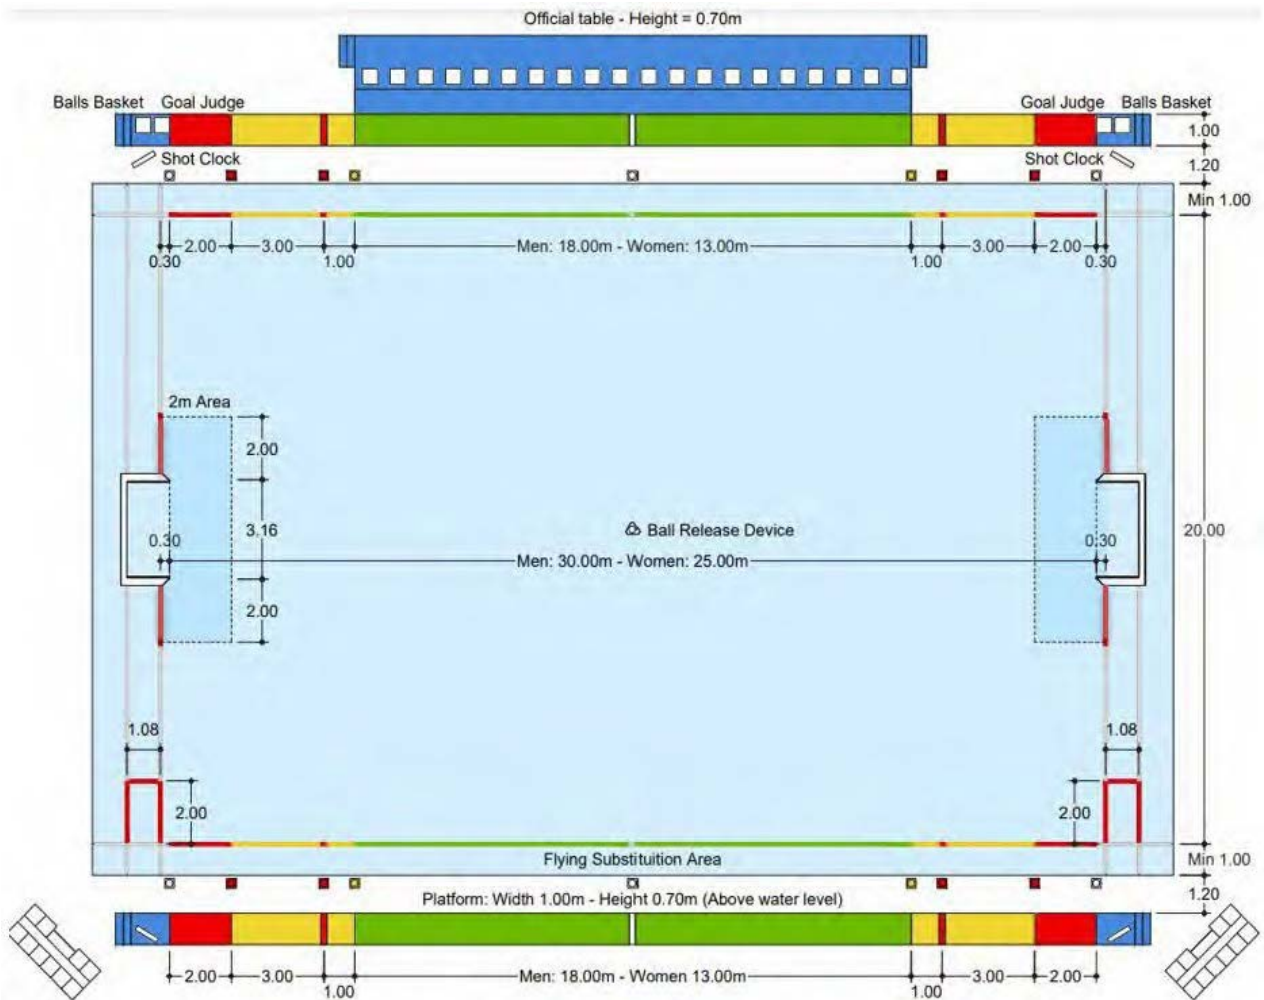 Official table - Height = 0.70m
Balls Basket Goal Judge
Goal Judge Balls Basket
1.00
Shot Clock
Shot Clock
1.20
Min 1.00
2.00 3.00 Men: 18.00m - Women: 13.00m 3.00 2.00
0.30 1.00 1.00 0.30
2m Area
2.00
3.16
Ball Release Device
20.00
0.30
0.30
Men: 30.00m - Women: 25.00m
2.00
1.08
1.08
2.00
2.00
Flying Substituition Area
Min 1.00
Platform: Width 1.00m - Height 0.70m (Above water level)
1.20
2.00 3.00 Men: 18.00m - Women 13.00m 3.00 2.00
1.00 1.00